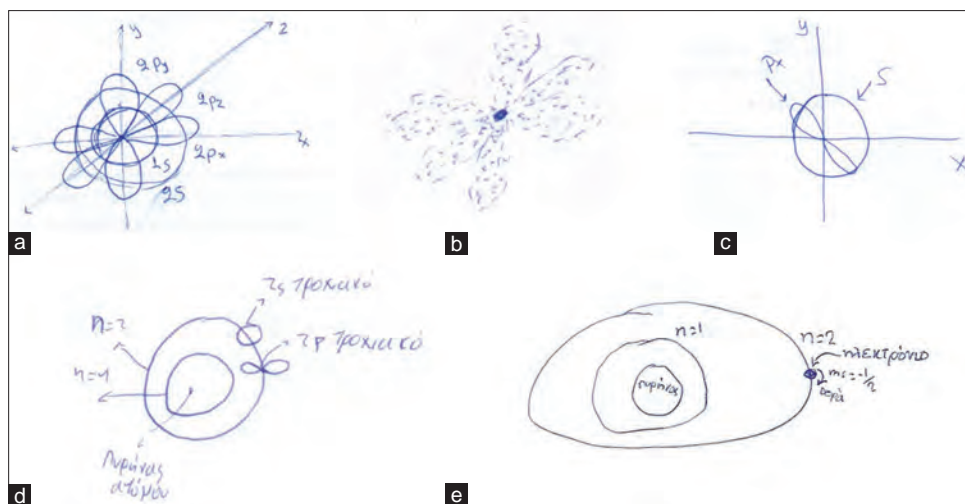 y
z
2py
2pz
x
2px
1s
2s
a
b
y
px
s
x
c
2s τροχιακό
n=2
2p τροχιακό
n=1
Πυρήνας
ατόμου
d
n=1
n=2
ηλεκτρόνιο
πυρήνας
ms=-1/2
e